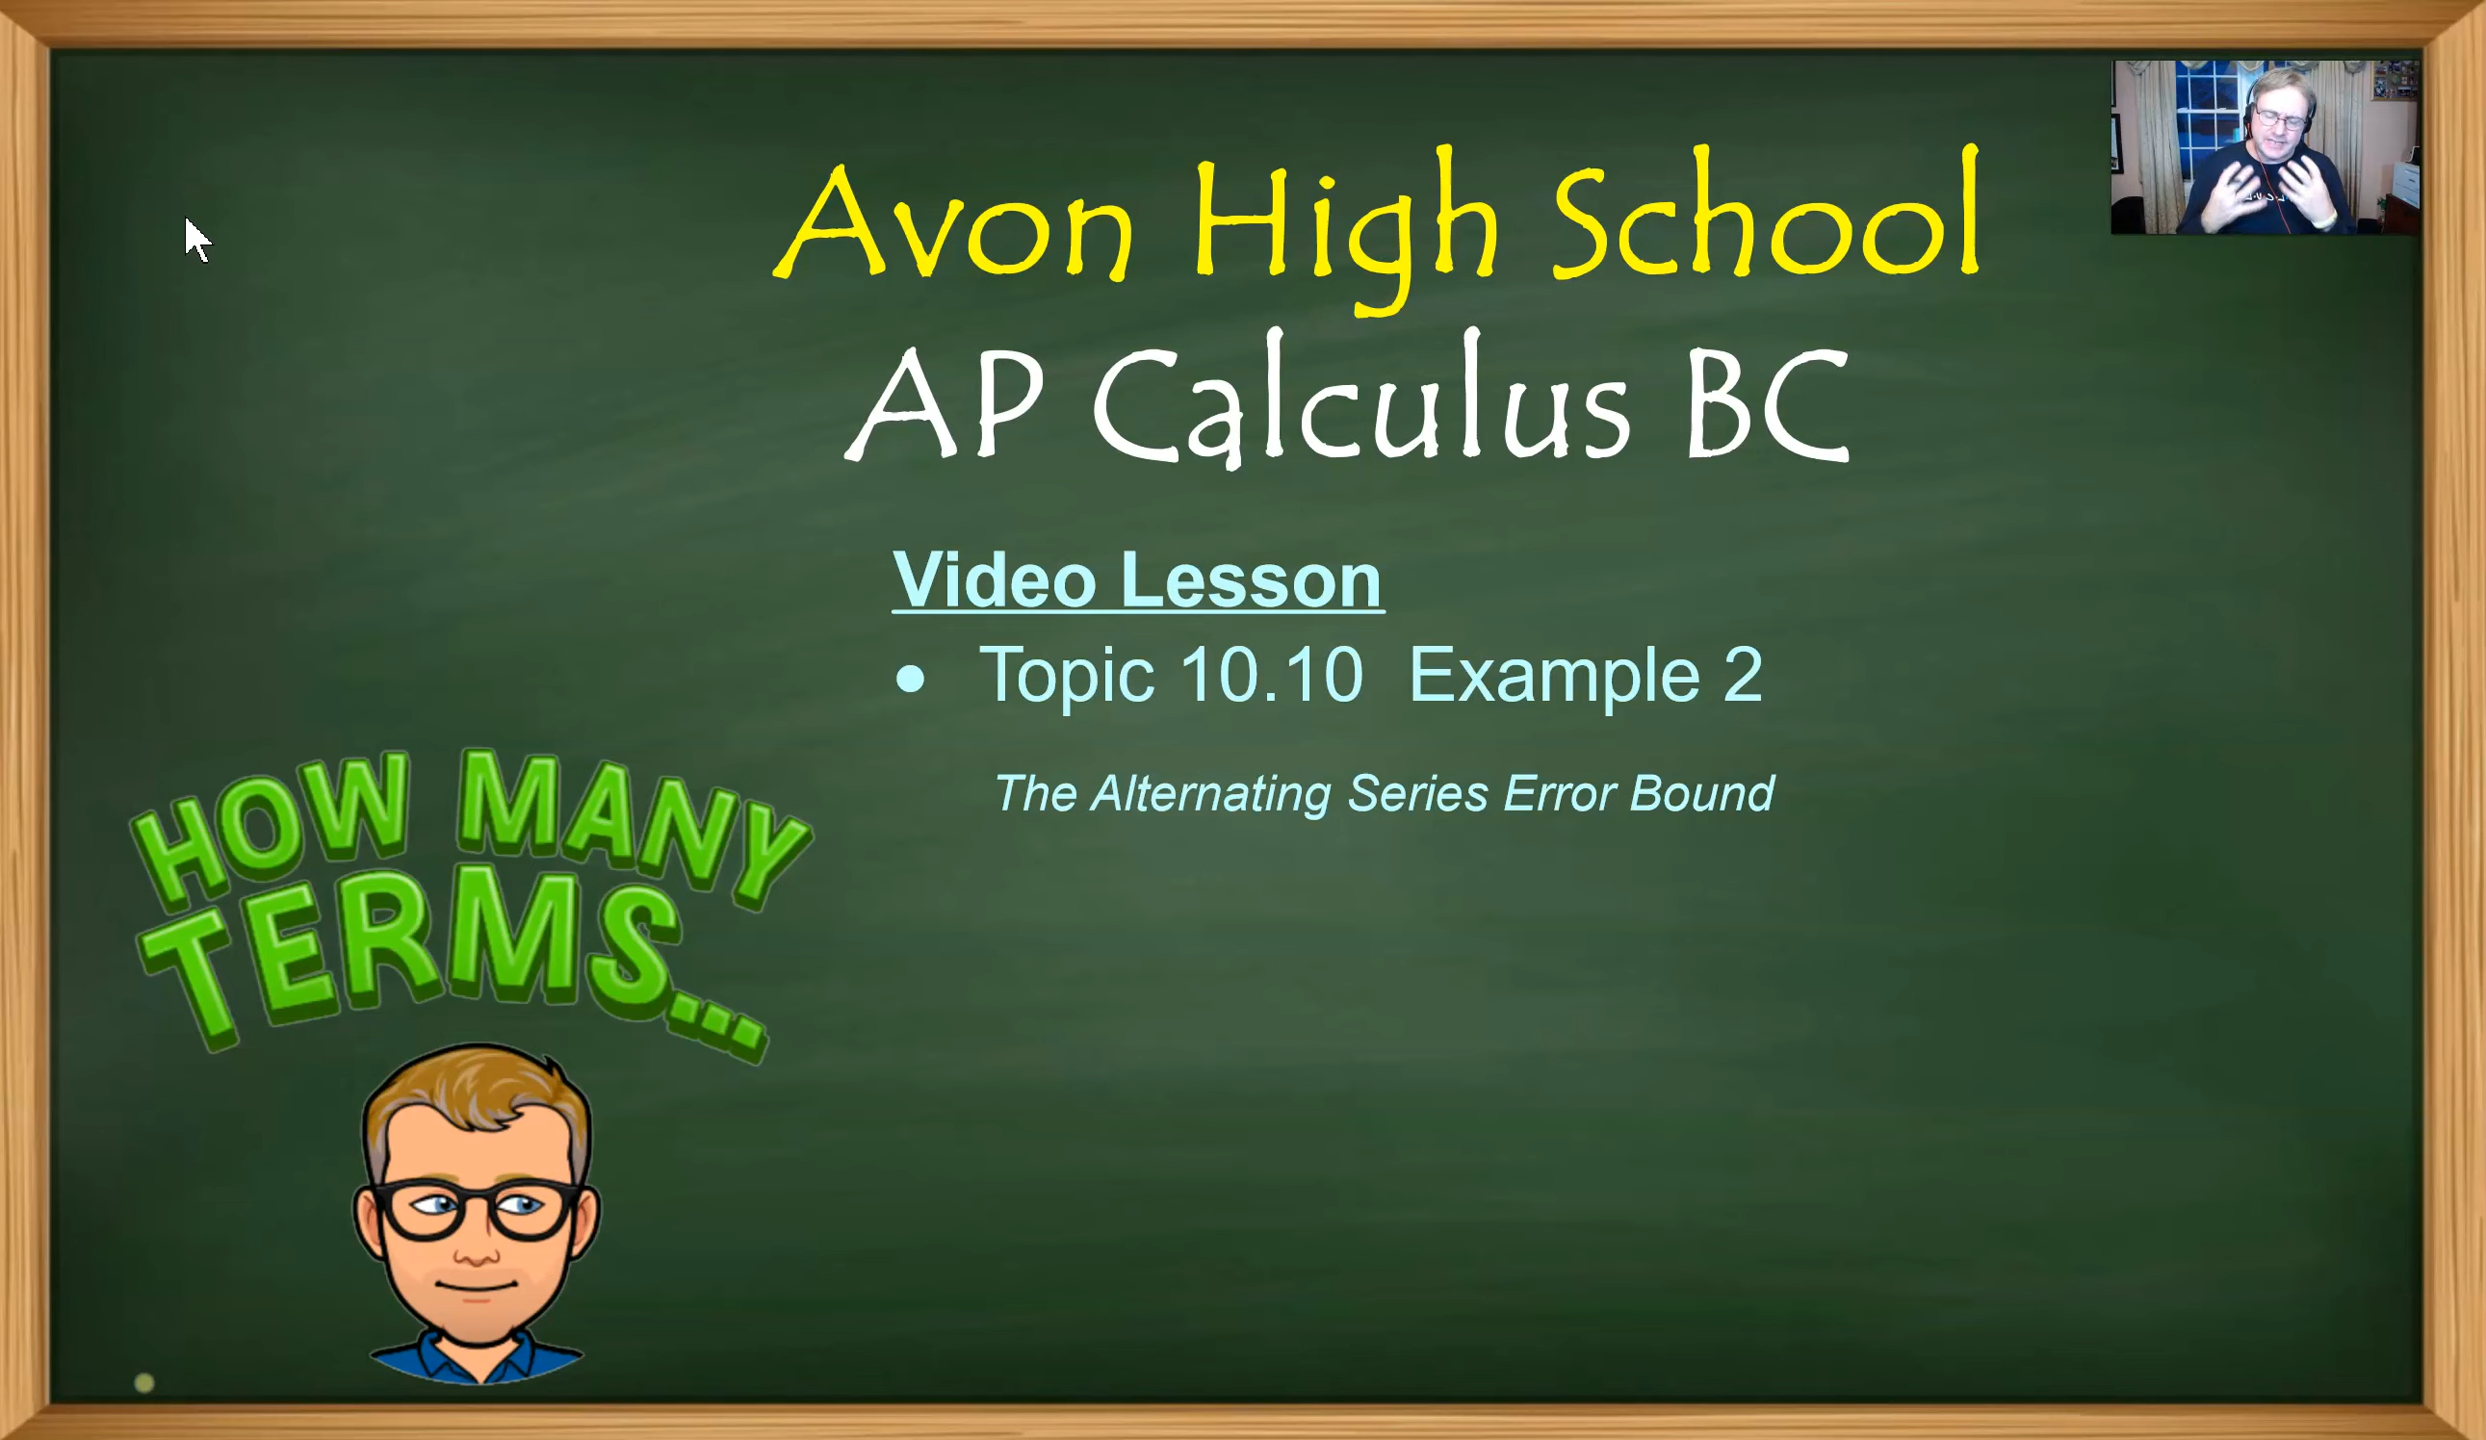 Avon High School
AP Calculus BC
Video Lesson
• Topic 10.10 Example 2
The Alternating Series Error Bound
HOW MANY
TERMS...